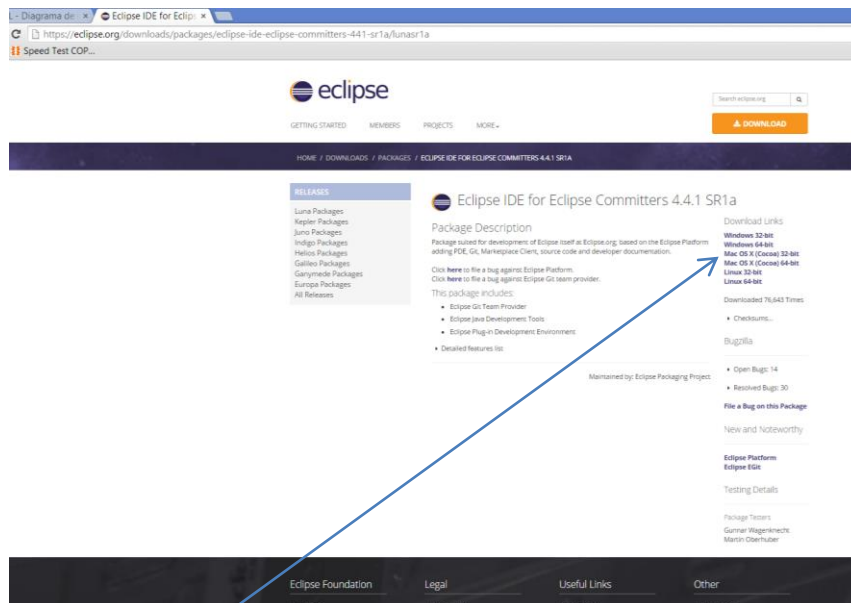 L - Diagrama de
Eclipse IDE for Eclip
https://eclipse.org/downloads/packages/eclipse-ide-eclipse-committers-441-sr1a/lunasr1a
Speed Test COP...
eclipse
Search eclipse.org
GETTING STARTED MEMBERS PROJECTS MORE
DOWNLOAD
HOME / DOWNLOADS / PACKAGES / ECLIPSE IDE FOR ECLIPSE COMMITTERS 4.4.1 SR1A
RELEASES
Luna Packages
Kepler Packages
Juno Packages
Indigo Packages
Helios Packages
Galileo Packages
Ganymede Packages
Europa Packages
All Releases
Eclipse IDE for Eclipse Committers 4.4.1 SR1a
Package Description
Package suited for development of Eclipse itself at Eclipse.org; based on the Eclipse Platform
adding PDE, Git, Marketplace Client, source code and developer documentation.
Click here to file a bug against Eclipse Platform.
Click here to file a bug against Eclipse Git team provider.
This package includes:
Eclipse Git Team Provider
Eclipse Java Development Tools
Eclipse Plug-in Development Environment
Detailed features list
Maintained by: Eclipse Packaging Project
Download Links
Windows 32-bit
Windows 64-bit
Mac OS X (Cocoa) 32-bit
Mac OS X (Cocoa) 64-bit
Linux 32-bit
Linux 64-bit
Downloaded 76,643 Times
Checksums...
Bugzilla
Open Bugs: 14
Resolved Bugs: 30
File a Bug on this Package
New and Noteworthy
Eclipse Platform
Eclipse EGit
Testing Details
Package Testers
Gunnar Wagenknecht
Martin Oberhuber
Eclipse Foundation Legal Useful Links Other